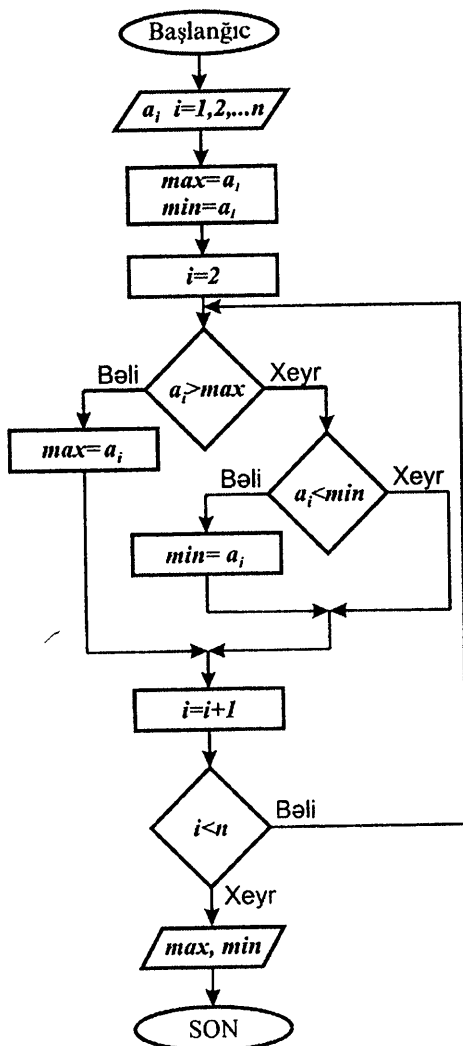 Başlanğıc
aᵢ i=1,2,...n
max=a₁
min=a₁
i=2
Bəli
aᵢ>max
Xeyr
max= aᵢ
Bəli
aᵢ<min
Xeyr
min= aᵢ
i=i+1
i<n
Bəli
Xeyr
max, min
SON